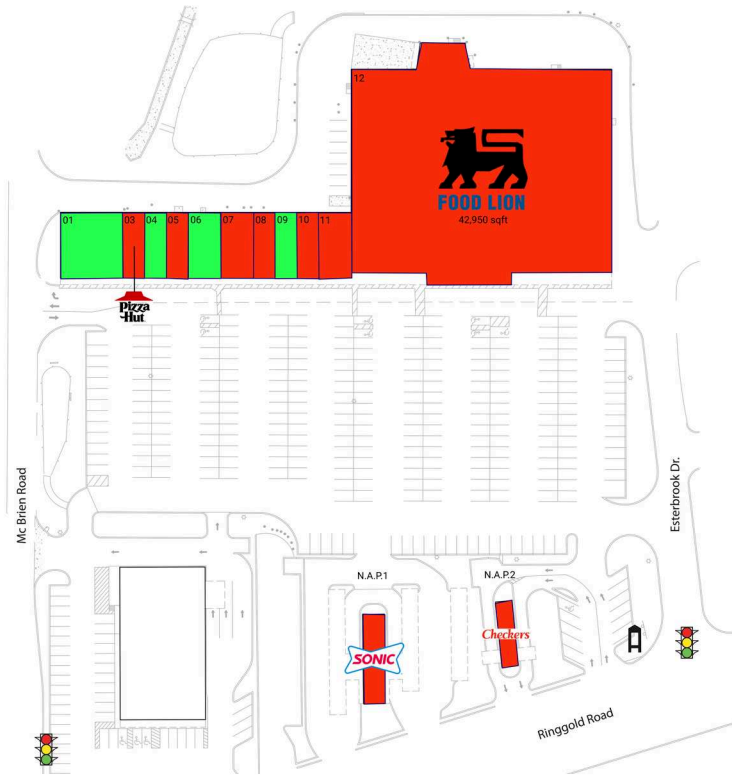 12
FOOD LION
42,950 sqft
01
03
04
05
06
07
08
09
10
11
Pizza
Hut
Mc Brien Road
Esterbrook Dr.
N.A.P.1
N.A.P.2
Checkers
SONIC
Ringgold Road